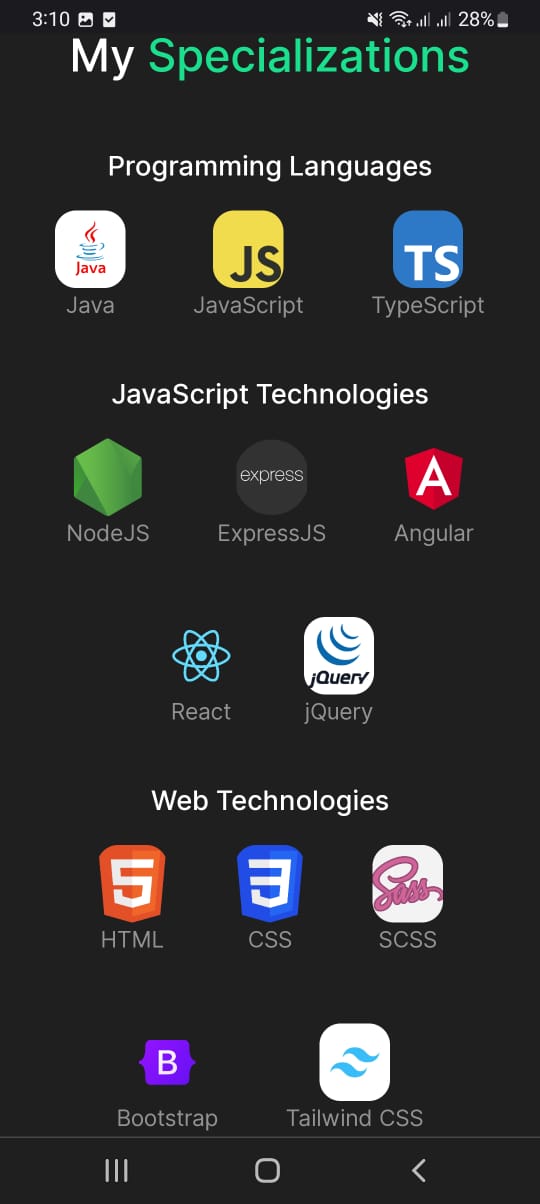 3:10 28%
My Specializations
Programming Languages
Java JS TS
Java JavaScript TypeScript
JavaScript Technologies
express A
NodeJS ExpressJS Angular
jQuery
React jQuery
Web Technologies
5 3 Sass
HTML CSS SCSS
B
Bootstrap Tailwind CSS